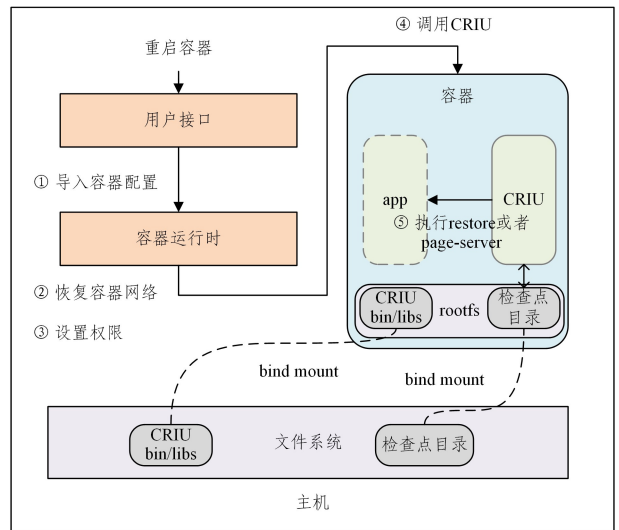 ④ 调用CRIU
重启容器
容器
用户接口
① 导入容器配置
app
CRIU
⑤ 执行restore或者
page-server
容器运行时
② 恢复容器网络
CRIU
bin/libs
rootfs
检查点
目录
③ 设置权限
bind mount
bind mount
CRIU
bin/libs
文件系统
检查点目录
主机